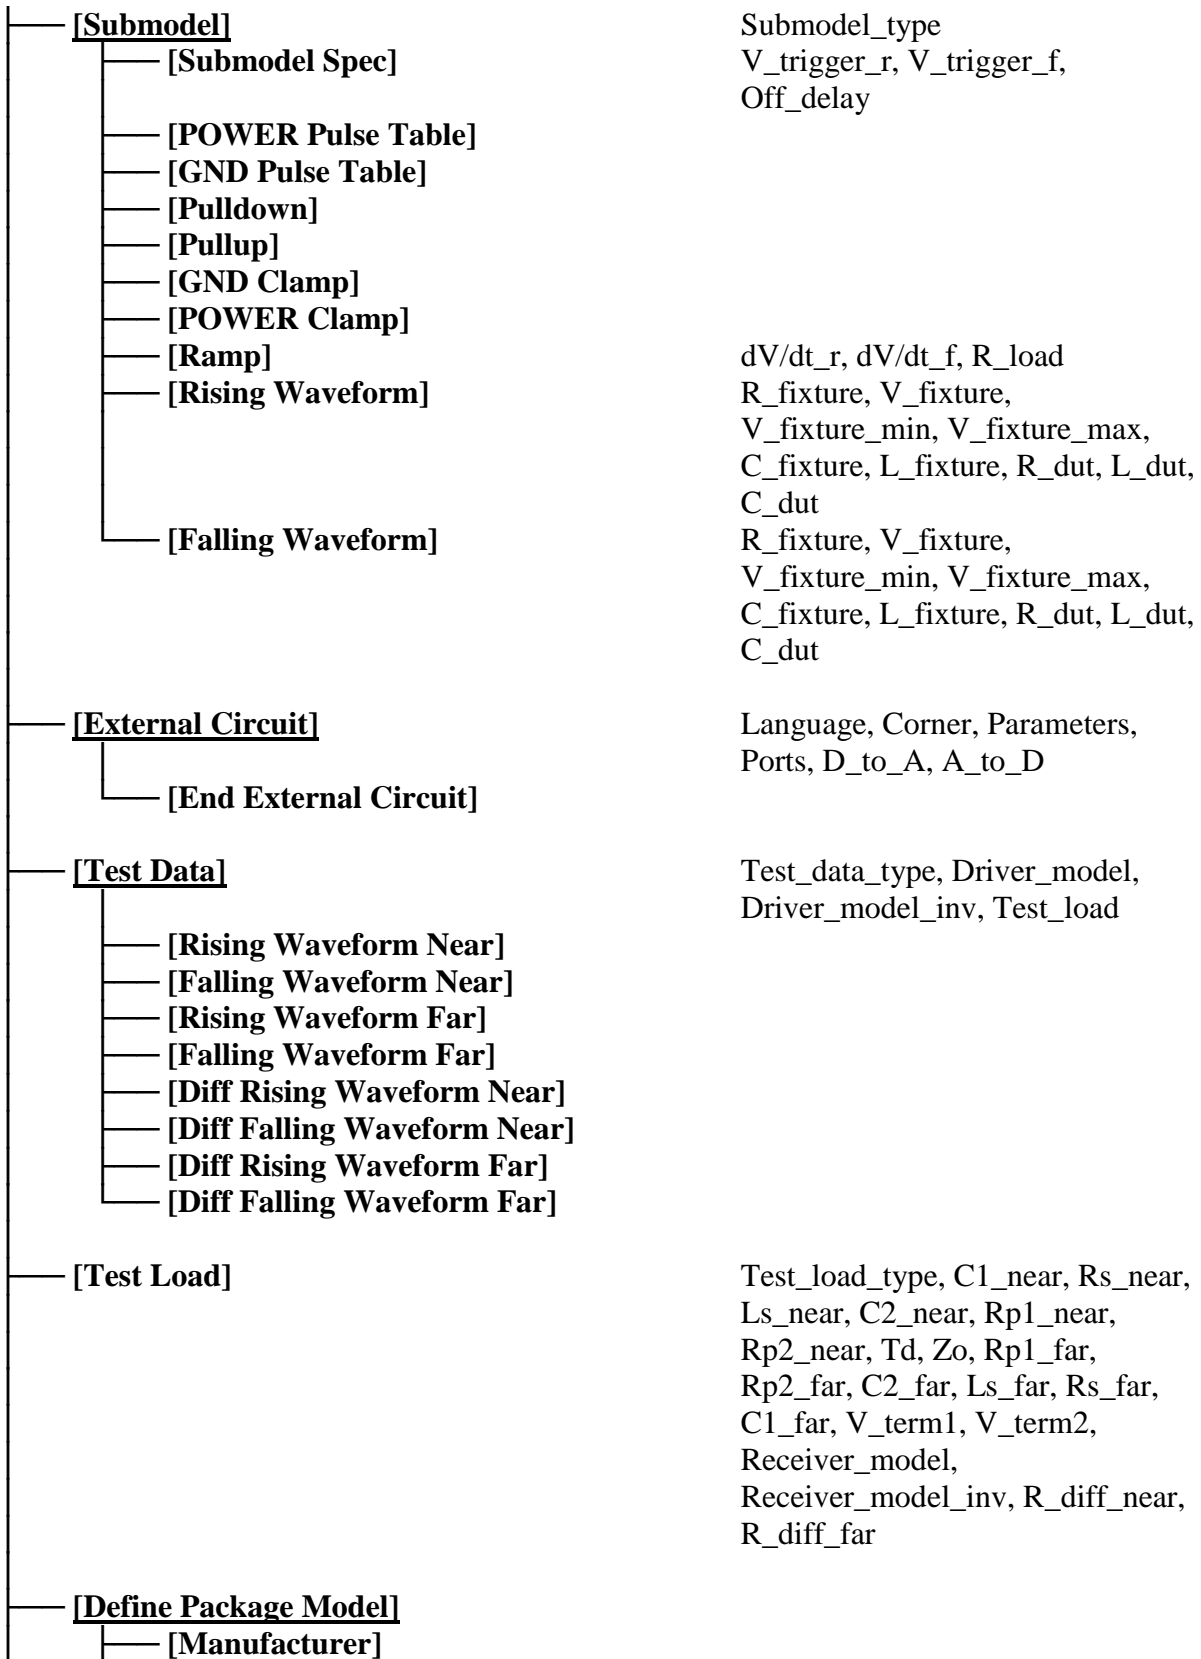 [Submodel] Submodel_type
[Submodel Spec] V_trigger_r, V_trigger_f,
Off_delay
[POWER Pulse Table]
[GND Pulse Table]
[Pulldown]
[Pullup]
[GND Clamp]
[POWER Clamp]
[Ramp] dV/dt_r, dV/dt_f, R_load
[Rising Waveform] R_fixture, V_fixture,
V_fixture_min, V_fixture_max,
C_fixture, L_fixture, R_dut, L_dut,
C_dut
[Falling Waveform] R_fixture, V_fixture,
V_fixture_min, V_fixture_max,
C_fixture, L_fixture, R_dut, L_dut,
C_dut
[External Circuit] Language, Corner, Parameters,
Ports, D_to_A, A_to_D
[End External Circuit]
[Test Data] Test_data_type, Driver_model,
Driver_model_inv, Test_load
[Rising Waveform Near]
[Falling Waveform Near]
[Rising Waveform Far]
[Falling Waveform Far]
[Diff Rising Waveform Near]
[Diff Falling Waveform Near]
[Diff Rising Waveform Far]
[Diff Falling Waveform Far]
[Test Load] Test_load_type, C1_near, Rs_near,
Ls_near, C2_near, Rp1_near,
Rp2_near, Td, Zo, Rp1_far,
Rp2_far, C2_far, Ls_far, Rs_far,
C1_far, V_term1, V_term2,
Receiver_model,
Receiver_model_inv, R_diff_near,
R_diff_far
[Define Package Model]
[Manufacturer]